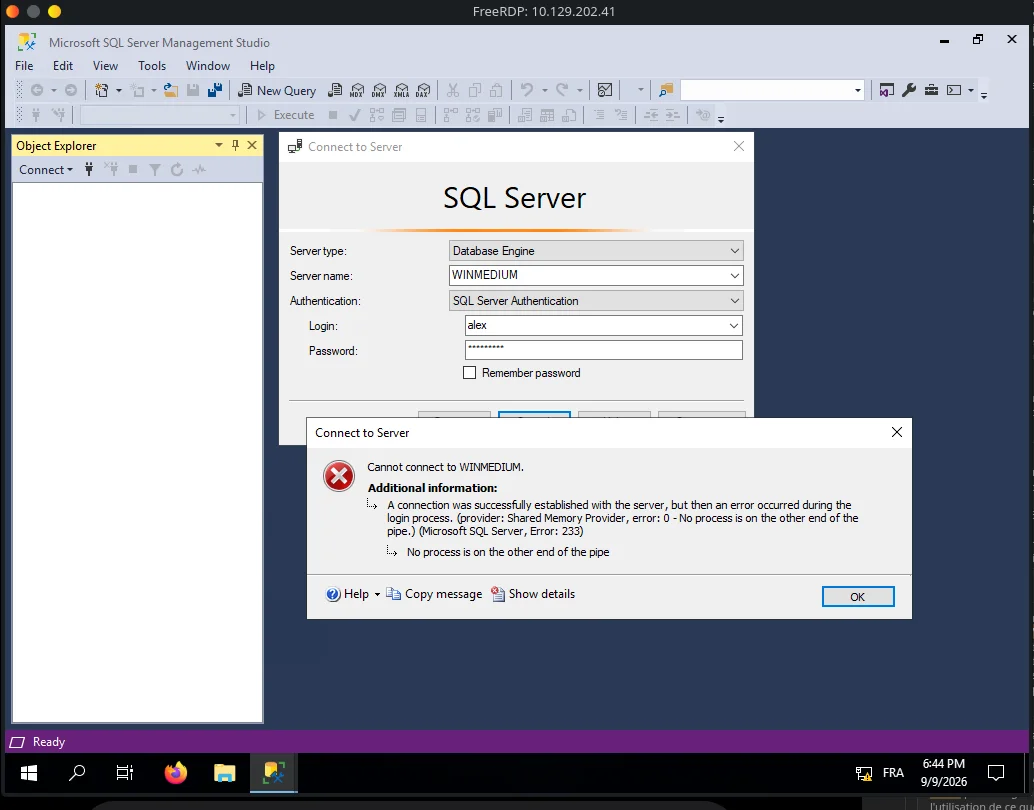 FreeRDP: 10.129.202.41
Microsoft SQL Server Management Studio
File Edit View Tools Window Help
New Query MDX DMX XMLA DAX
Execute
Object Explorer
Connect
Connect to Server
SQL Server
Server type: Database Engine
Server name: WINMEDIUM
Authentication: SQL Server Authentication
Login: alex
Password: *********
Remember password
Connect to Server
Cannot connect to WINMEDIUM.
Additional information:
A connection was successfully established with the server, but then an error occurred during the
login process. (provider: Shared Memory Provider, error: 0 - No process is on the other end of the
pipe.) (Microsoft SQL Server, Error: 233)
No process is on the other end of the pipe
Help Copy message Show details OK
Ready
FRA
6:44 PM
9/9/2026
l'utilisation de ce qu